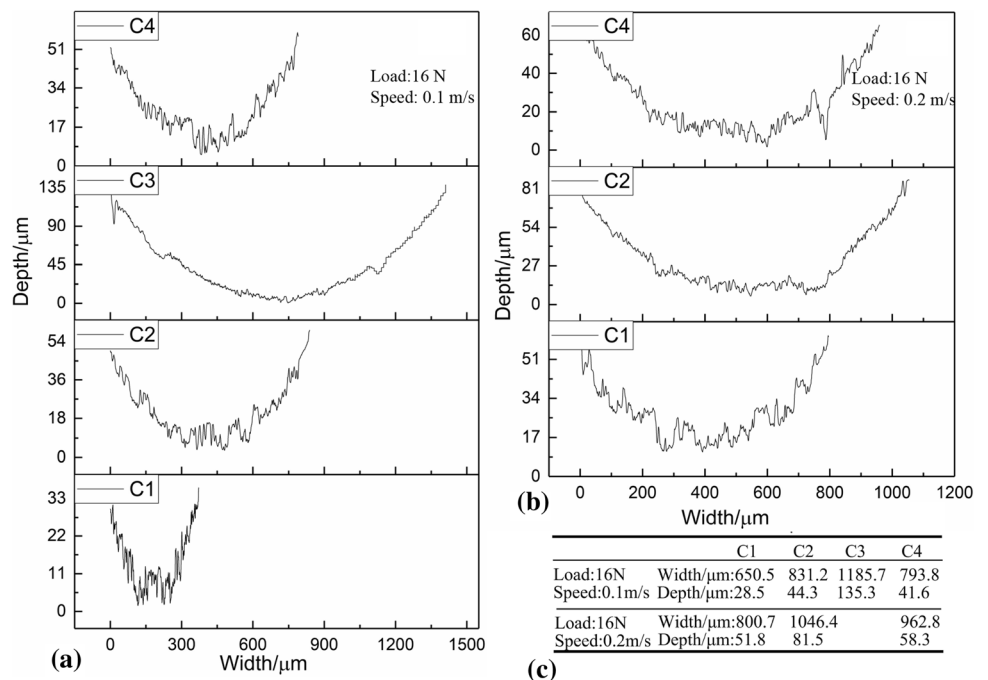 C4
51
34
17
0
Load:16 N
Speed: 0.1 m/s
C3
135
90
45
0
C2
54
36
18
0
C1
33
22
11
0
Depth/μm
0 300 600 900 1200 1500
Width/μm
(a)
C4
60
40
20
0
Load:16 N
Speed: 0.2 m/s
C2
81
54
27
0
C1
51
34
17
0
Depth/μm
0 200 400 600 800 1000 1200
Width/μm
(b)
C1 C2 C3 C4
Load:16N Width/μm:650.5 831.2 1185.7 793.8
Speed:0.1m/s Depth/μm:28.5 44.3 135.3 41.6
Load:16N Width/μm:800.7 1046.4 962.8
Speed:0.2m/s Depth/μm:51.8 81.5 58.3
(c)